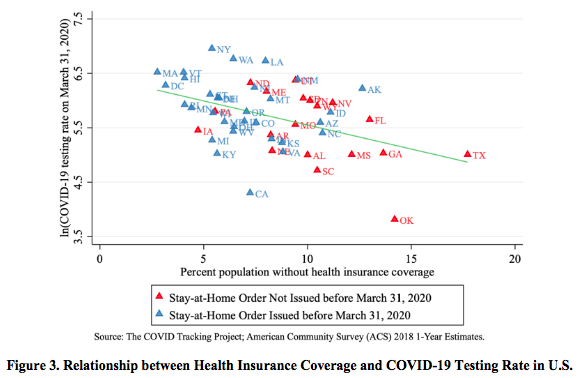 ln(COVID-19 testing rate on March 31, 2020)
7.5
6.5
5.5
4.5
3.5
NY
WA
LA
MA
VT
HI
DC
ND
ME
NM
AK
MT
NV
ID
OR
CO
FL
AZ
NC
MO
IA
AR
MI
WV
KS
VA
KY
AL
MS
GA
TX
SC
CA
OK
0
5
10
15
20
Percent population without health insurance coverage
Stay-at-Home Order Not Issued before March 31, 2020
Stay-at-Home Order Issued before March 31, 2020
Source: The COVID Tracking Project; American Community Survey (ACS) 2018 1-Year Estimates.
Figure 3. Relationship between Health Insurance Coverage and COVID-19 Testing Rate in U.S.